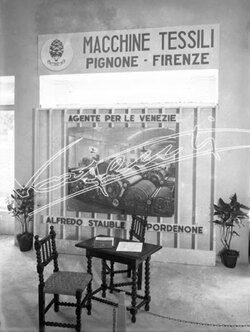 MACCHINE TESSILI
PIGNONE - FIRENZE
AGENTE PER LE VENEZIE
ALFREDO STAUBLE PORDENONE